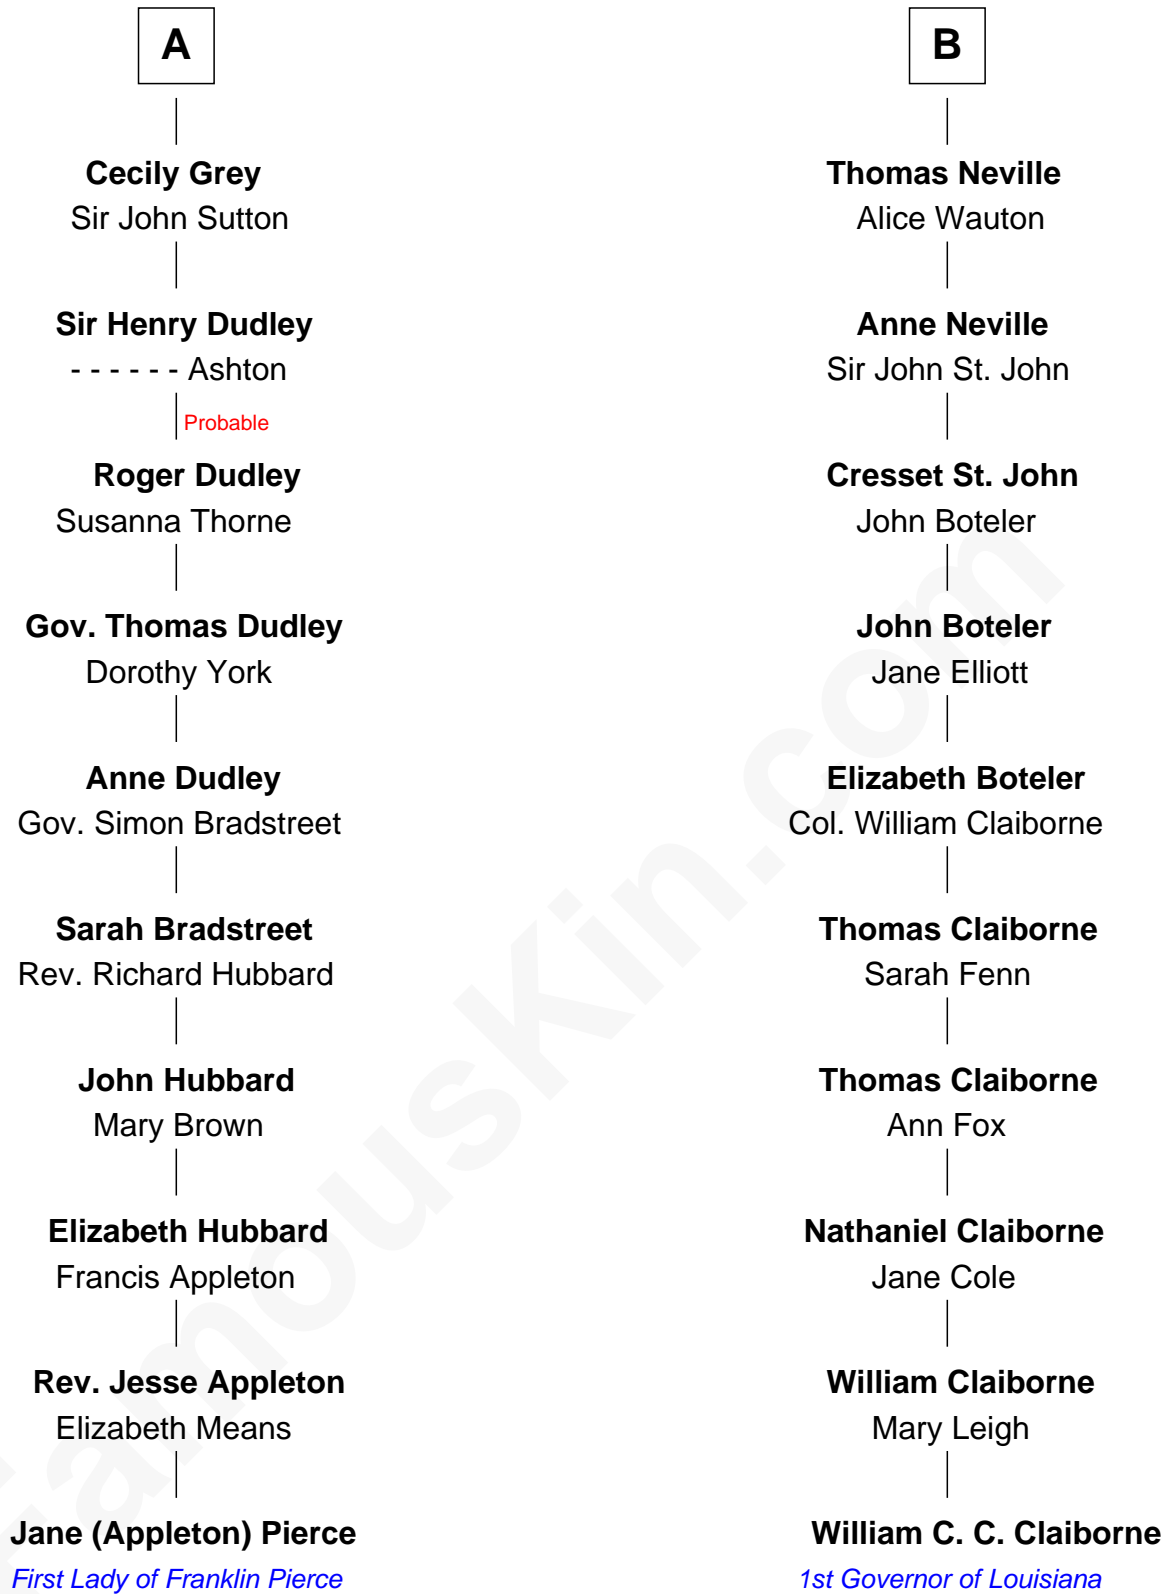 A
Cecily Grey
Sir John Sutton
Sir Henry Dudley
- - - - - - Ashton
Probable
Roger Dudley
Susanna Thorne
Gov. Thomas Dudley
Dorothy York
Anne Dudley
Gov. Simon Bradstreet
Sarah Bradstreet
Rev. Richard Hubbard
John Hubbard
Mary Brown
Elizabeth Hubbard
Francis Appleton
Rev. Jesse Appleton
Elizabeth Means
Jane (Appleton) Pierce
First Lady of Franklin Pierce
B
Thomas Neville
Alice Wauton
Anne Neville
Sir John St. John
Cresset St. John
John Boteler
John Boteler
Jane Elliott
Elizabeth Boteler
Col. William Claiborne
Thomas Claiborne
Sarah Fenn
Thomas Claiborne
Ann Fox
Nathaniel Claiborne
Jane Cole
William Claiborne
Mary Leigh
William C. C. Claiborne
1st Governor of Louisiana
FamousKin.com